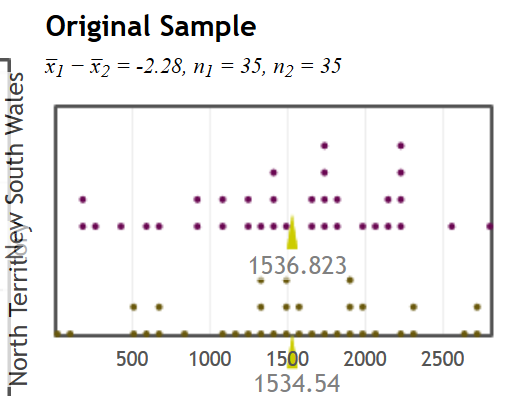 Original Sample
x̅1 − x̅2 = -2.28, n1 = 35, n2 = 35
New South Wales
1536.823
North Territ
500 1000 1500 2000 2500
1534.54